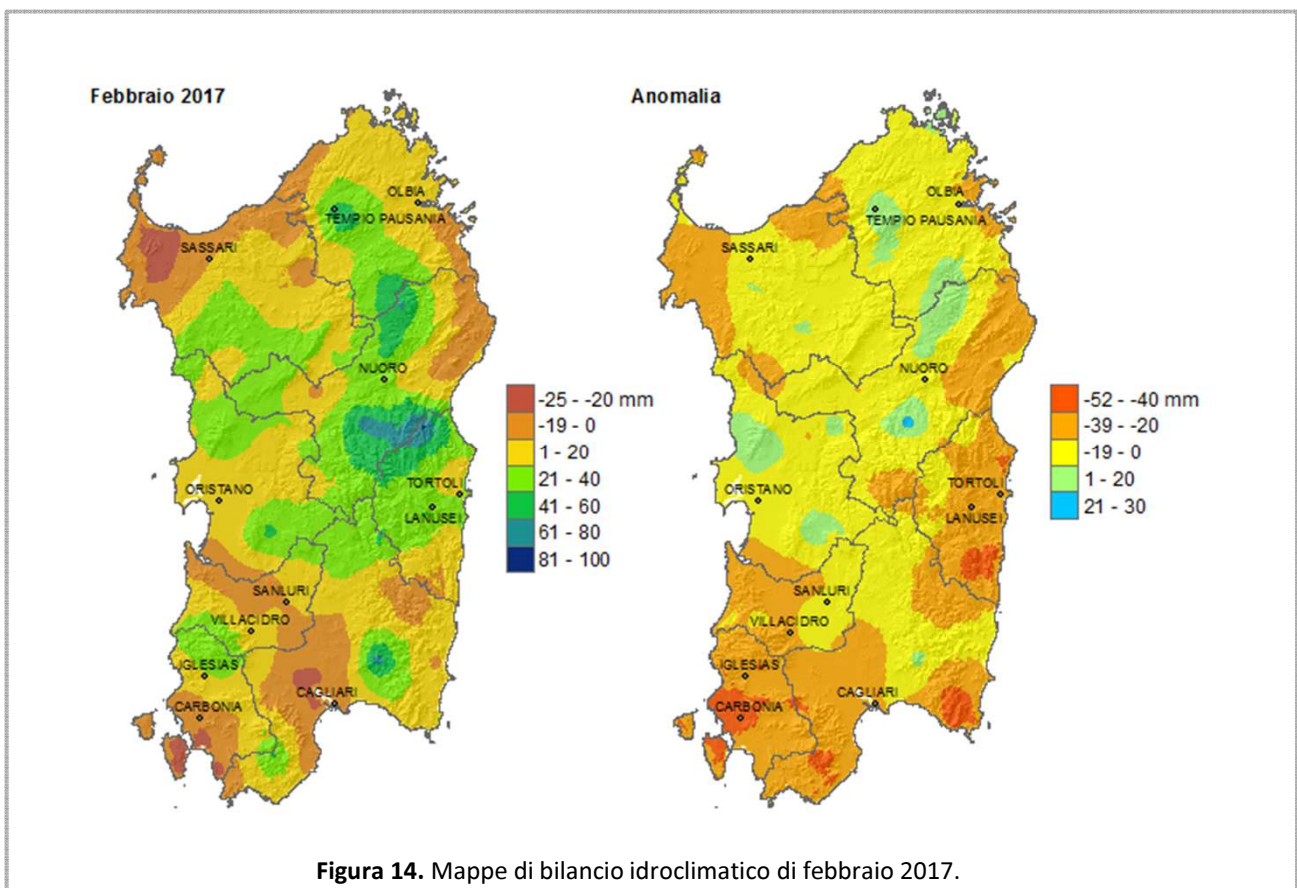 Febbraio 2017
OLBIA
TEMPIO PAUSANIA
SASSARI
NUORO
ORISTANO
TORTOLI
LANUSEI
SANLURI
VILLACIDRO
IGLESIAS
CAGLIARI
CARBONIA
-25 - -20 mm
-19 - 0
1 - 20
21 - 40
41 - 60
61 - 80
81 - 100
Anomalia
OLBIA
TEMPIO PAUSANIA
SASSARI
NUORO
ORISTANO
TORTOLI
LANUSEI
SANLURI
VILLACIDRO
IGLESIAS
CAGLIARI
CARBONIA
-52 - -40 mm
-39 - -20
-19 - 0
1 - 20
21 - 30
Figura 14. Mappe di bilancio idroclimatico di febbraio 2017.